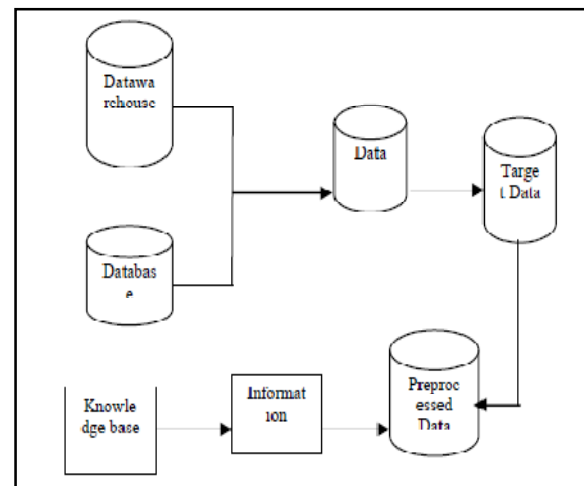 Datawa
rehouse
Data
Targe
t Data
Databas
e
Preproc
essed
Data
Informat
ion
Knowle
dge base